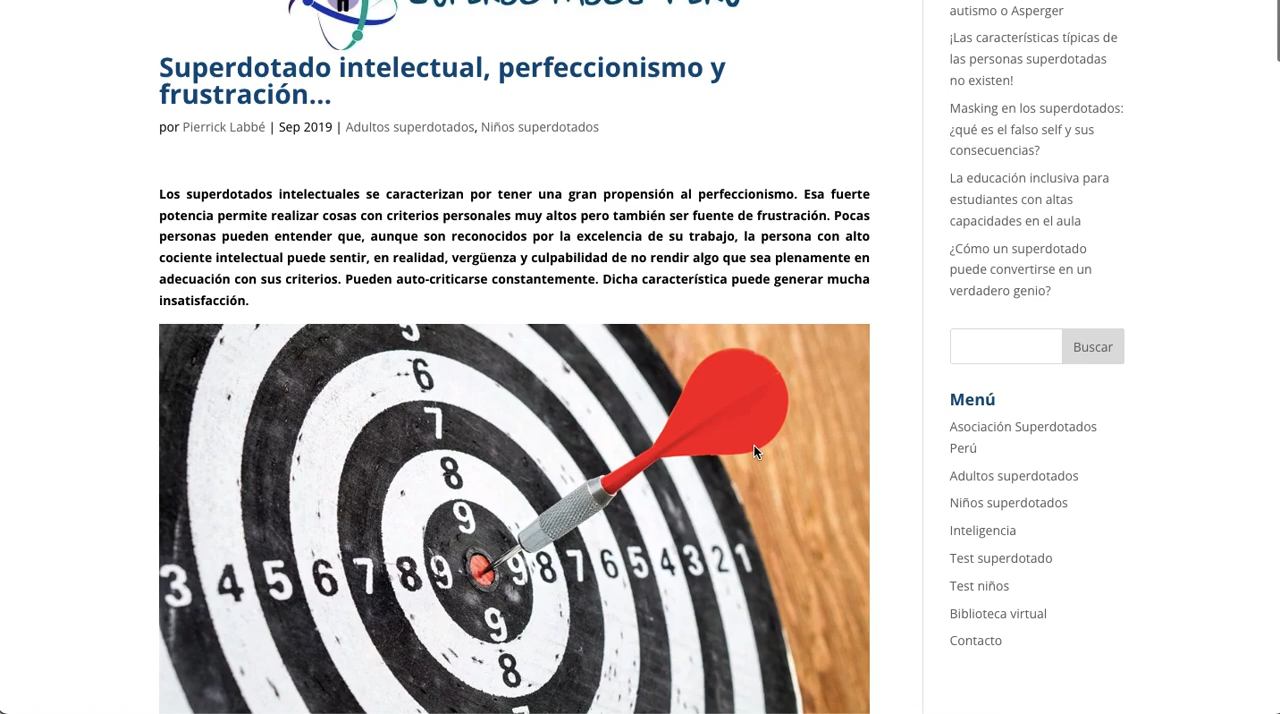 Superdotado intelectual, perfeccionismo y
frustración...
por Pierrick Labbé | Sep 2019 | Adultos superdotados, Niños superdotados
Los superdotados intelectuales se caracterizan por tener una gran propensión al perfeccionismo. Esa fuerte
potencia permite realizar cosas con criterios personales muy altos pero también ser fuente de frustración. Pocas
personas pueden entender que, aunque son reconocidos por la excelencia de su trabajo, la persona con alto
cociente intelectual puede sentir, en realidad, vergüenza y culpabilidad de no rendir algo que sea plenamente en
adecuación con sus criterios. Pueden auto-criticarse constantemente. Dicha característica puede generar mucha
insatisfacción.
5
6
7
8
9
3 4 5 6 7 8 9 9 8 7 6 5 4 3 2 1
9
8
autismo o Asperger
¡Las características típicas de
las personas superdotadas
no existen!
Masking en los superdotados:
¿qué es el falso self y sus
consecuencias?
La educación inclusiva para
estudiantes con altas
capacidades en el aula
¿Cómo un superdotado
puede convertirse en un
verdadero genio?
Buscar
Menú
Asociación Superdotados
Perú
Adultos superdotados
Niños superdotados
Inteligencia
Test superdotado
Test niños
Biblioteca virtual
Contacto